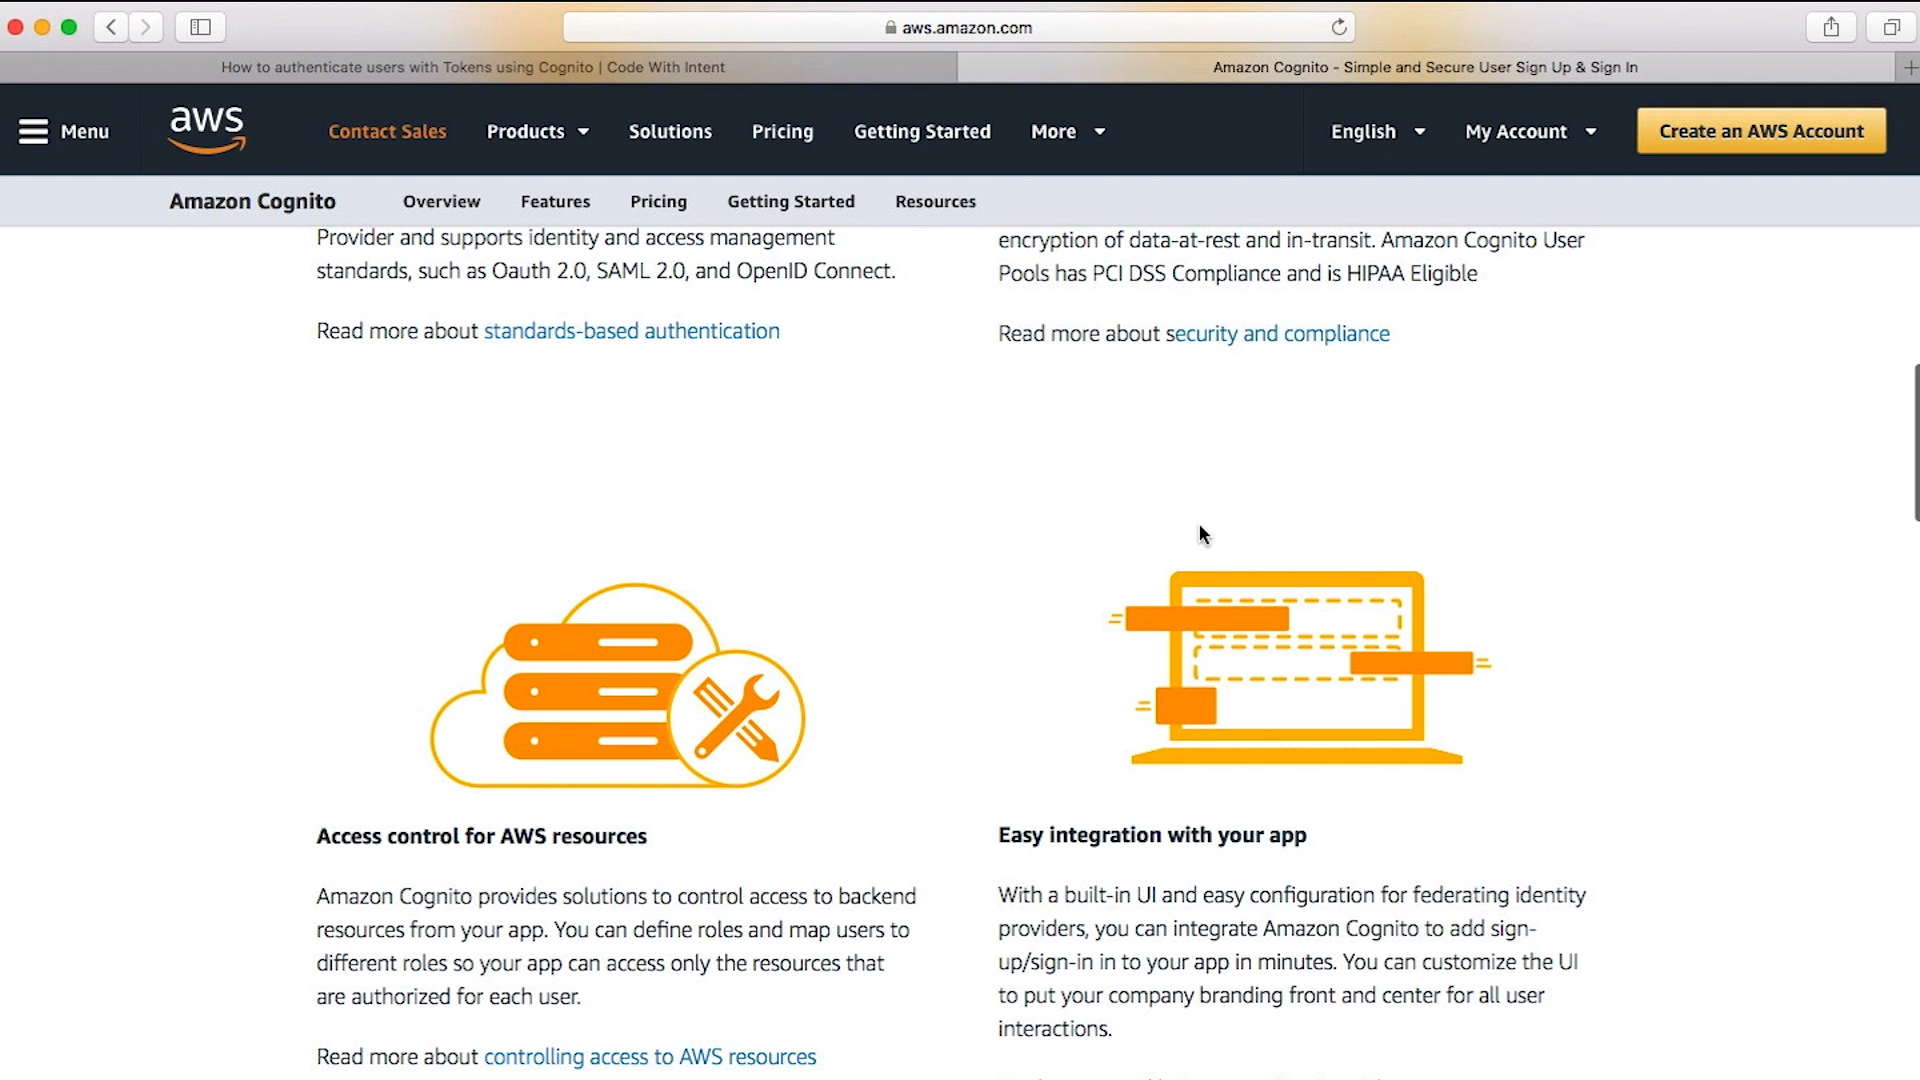 aws.amazon.com
How to authenticate users with Tokens using Cognito | Code With Intent
Amazon Cognito - Simple and Secure User Sign Up & Sign In
Menu
aws
Contact Sales
Products
Solutions
Pricing
Getting Started
More
English
My Account
Create an AWS Account
Amazon Cognito
Overview
Features
Pricing
Getting Started
Resources
Provider and supports identity and access management
standards, such as Oauth 2.0, SAML 2.0, and OpenID Connect.
Read more about standards-based authentication
encryption of data-at-rest and in-transit. Amazon Cognito User
Pools has PCI DSS Compliance and is HIPAA Eligible
Read more about security and compliance
Access control for AWS resources
Amazon Cognito provides solutions to control access to backend
resources from your app. You can define roles and map users to
different roles so your app can access only the resources that
are authorized for each user.
Read more about controlling access to AWS resources
Easy integration with your app
With a built-in UI and easy configuration for federating identity
providers, you can integrate Amazon Cognito to add sign-
up/sign-in in to your app in minutes. You can customize the UI
to put your company branding front and center for all user
interactions.